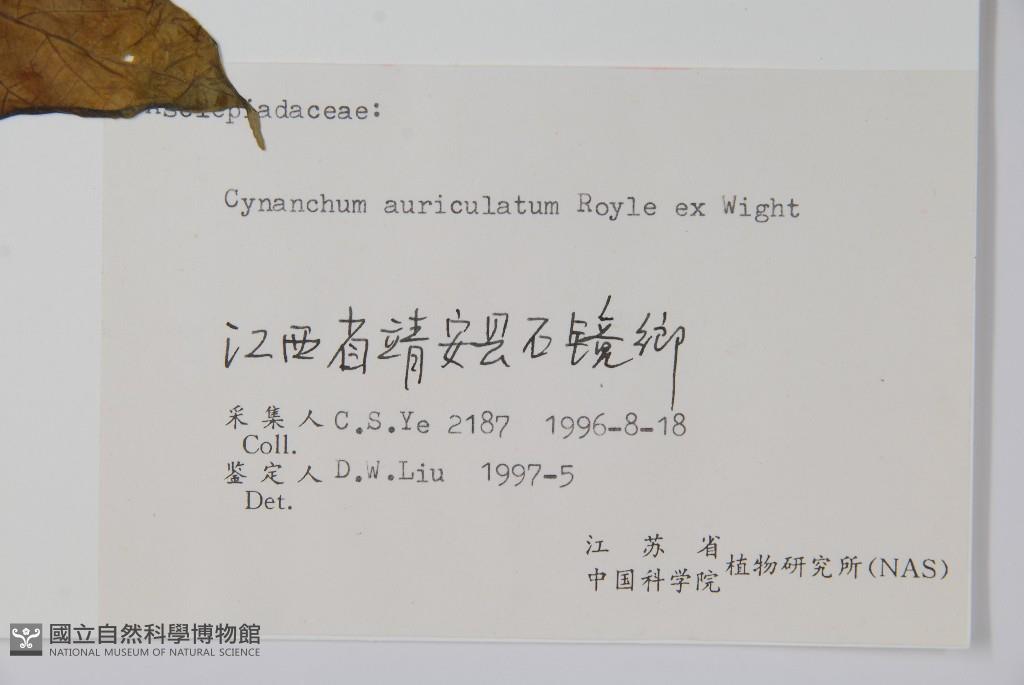 Asclepiadaceae:
Cynanchum auriculatum Royle ex Wight
江西省靖安县石镜鄉
采集人 C.S.Ye 2187 1996-8-18
Coll.
鉴定人 D.W.Liu 1997-5
Det.
江苏省
中国科学院 植物研究所(NAS)
國立自然科學博物館
NATIONAL MUSEUM OF NATURAL SCIENCE